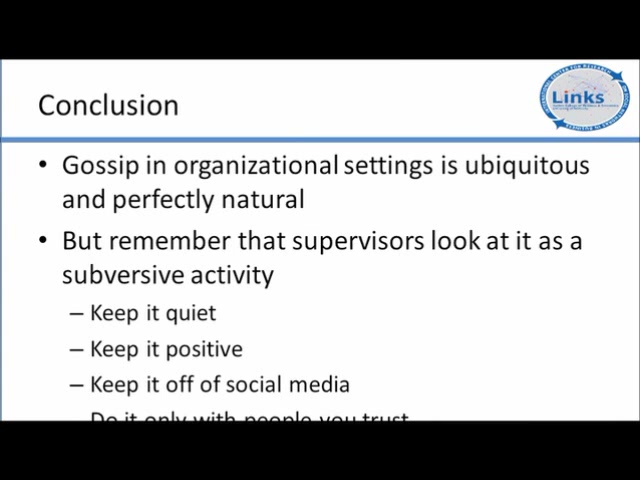 Conclusion
Links
• Gossip in organizational settings is ubiquitous
and perfectly natural
• But remember that supervisors look at it as a
subversive activity
– Keep it quiet
– Keep it positive
– Keep it off of social media
Do it only with people you trust